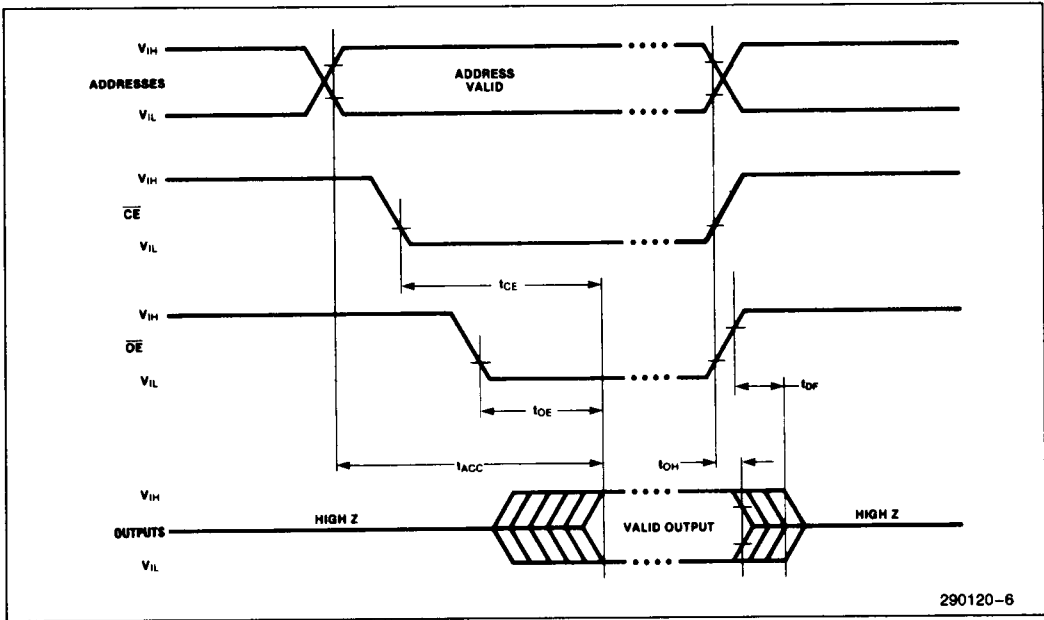 VIH
ADDRESSES
ADDRESS
VALID
VIL
VIH
CE
VIL
tCE
VIH
OE
VIL
tDF
tOE
tACC
tOH
VIH
HIGH Z
OUTPUTS
VALID OUTPUT
HIGH Z
VIL
290120-6